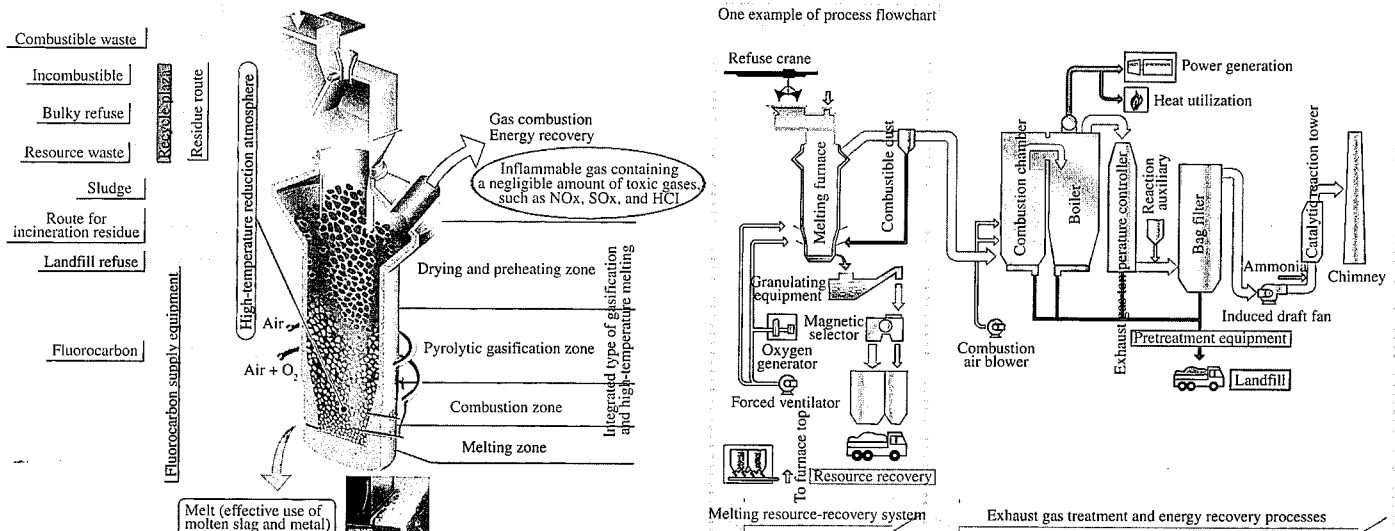 One example of process flowchart
Combustible waste
Incombustible
Bulky refuse
Resource waste
Sludge
Route for
incineration residue
Landfill refuse
Fluorocarbon
Recycle plaza
Residue route
Fluorocarbon supply equipment
High-temperature reduction atmosphere
Air
Air + O2
Gas combustion
Energy recovery
Inflammable gas containing
a negligible amount of toxic gases,
such as NOx, SOx, and HCl
Drying and preheating zone
Pyrolytic gasification zone
Combustion zone
Melting zone
Integrated type of gasification
and high-temperature melting
Melt (effective use of
molten slag and metal)
Refuse crane
Melting furnace
Combustible dust
Granulating
equipment
Magnetic
selector
Oxygen
generator
Forced ventilator
To furnace top
Resource recovery
Melting resource-recovery system
Power generation
Heat utilization
Combustion chamber
Boiler
Exhaust gas temperature controller
Reaction
auxiliary
Bag filter
Catalytic reaction tower
Ammonia
Chimney
Induced draft fan
Combustion
air blower
Pretreatment equipment
Landfill
Exhaust gas treatment and energy recovery processes